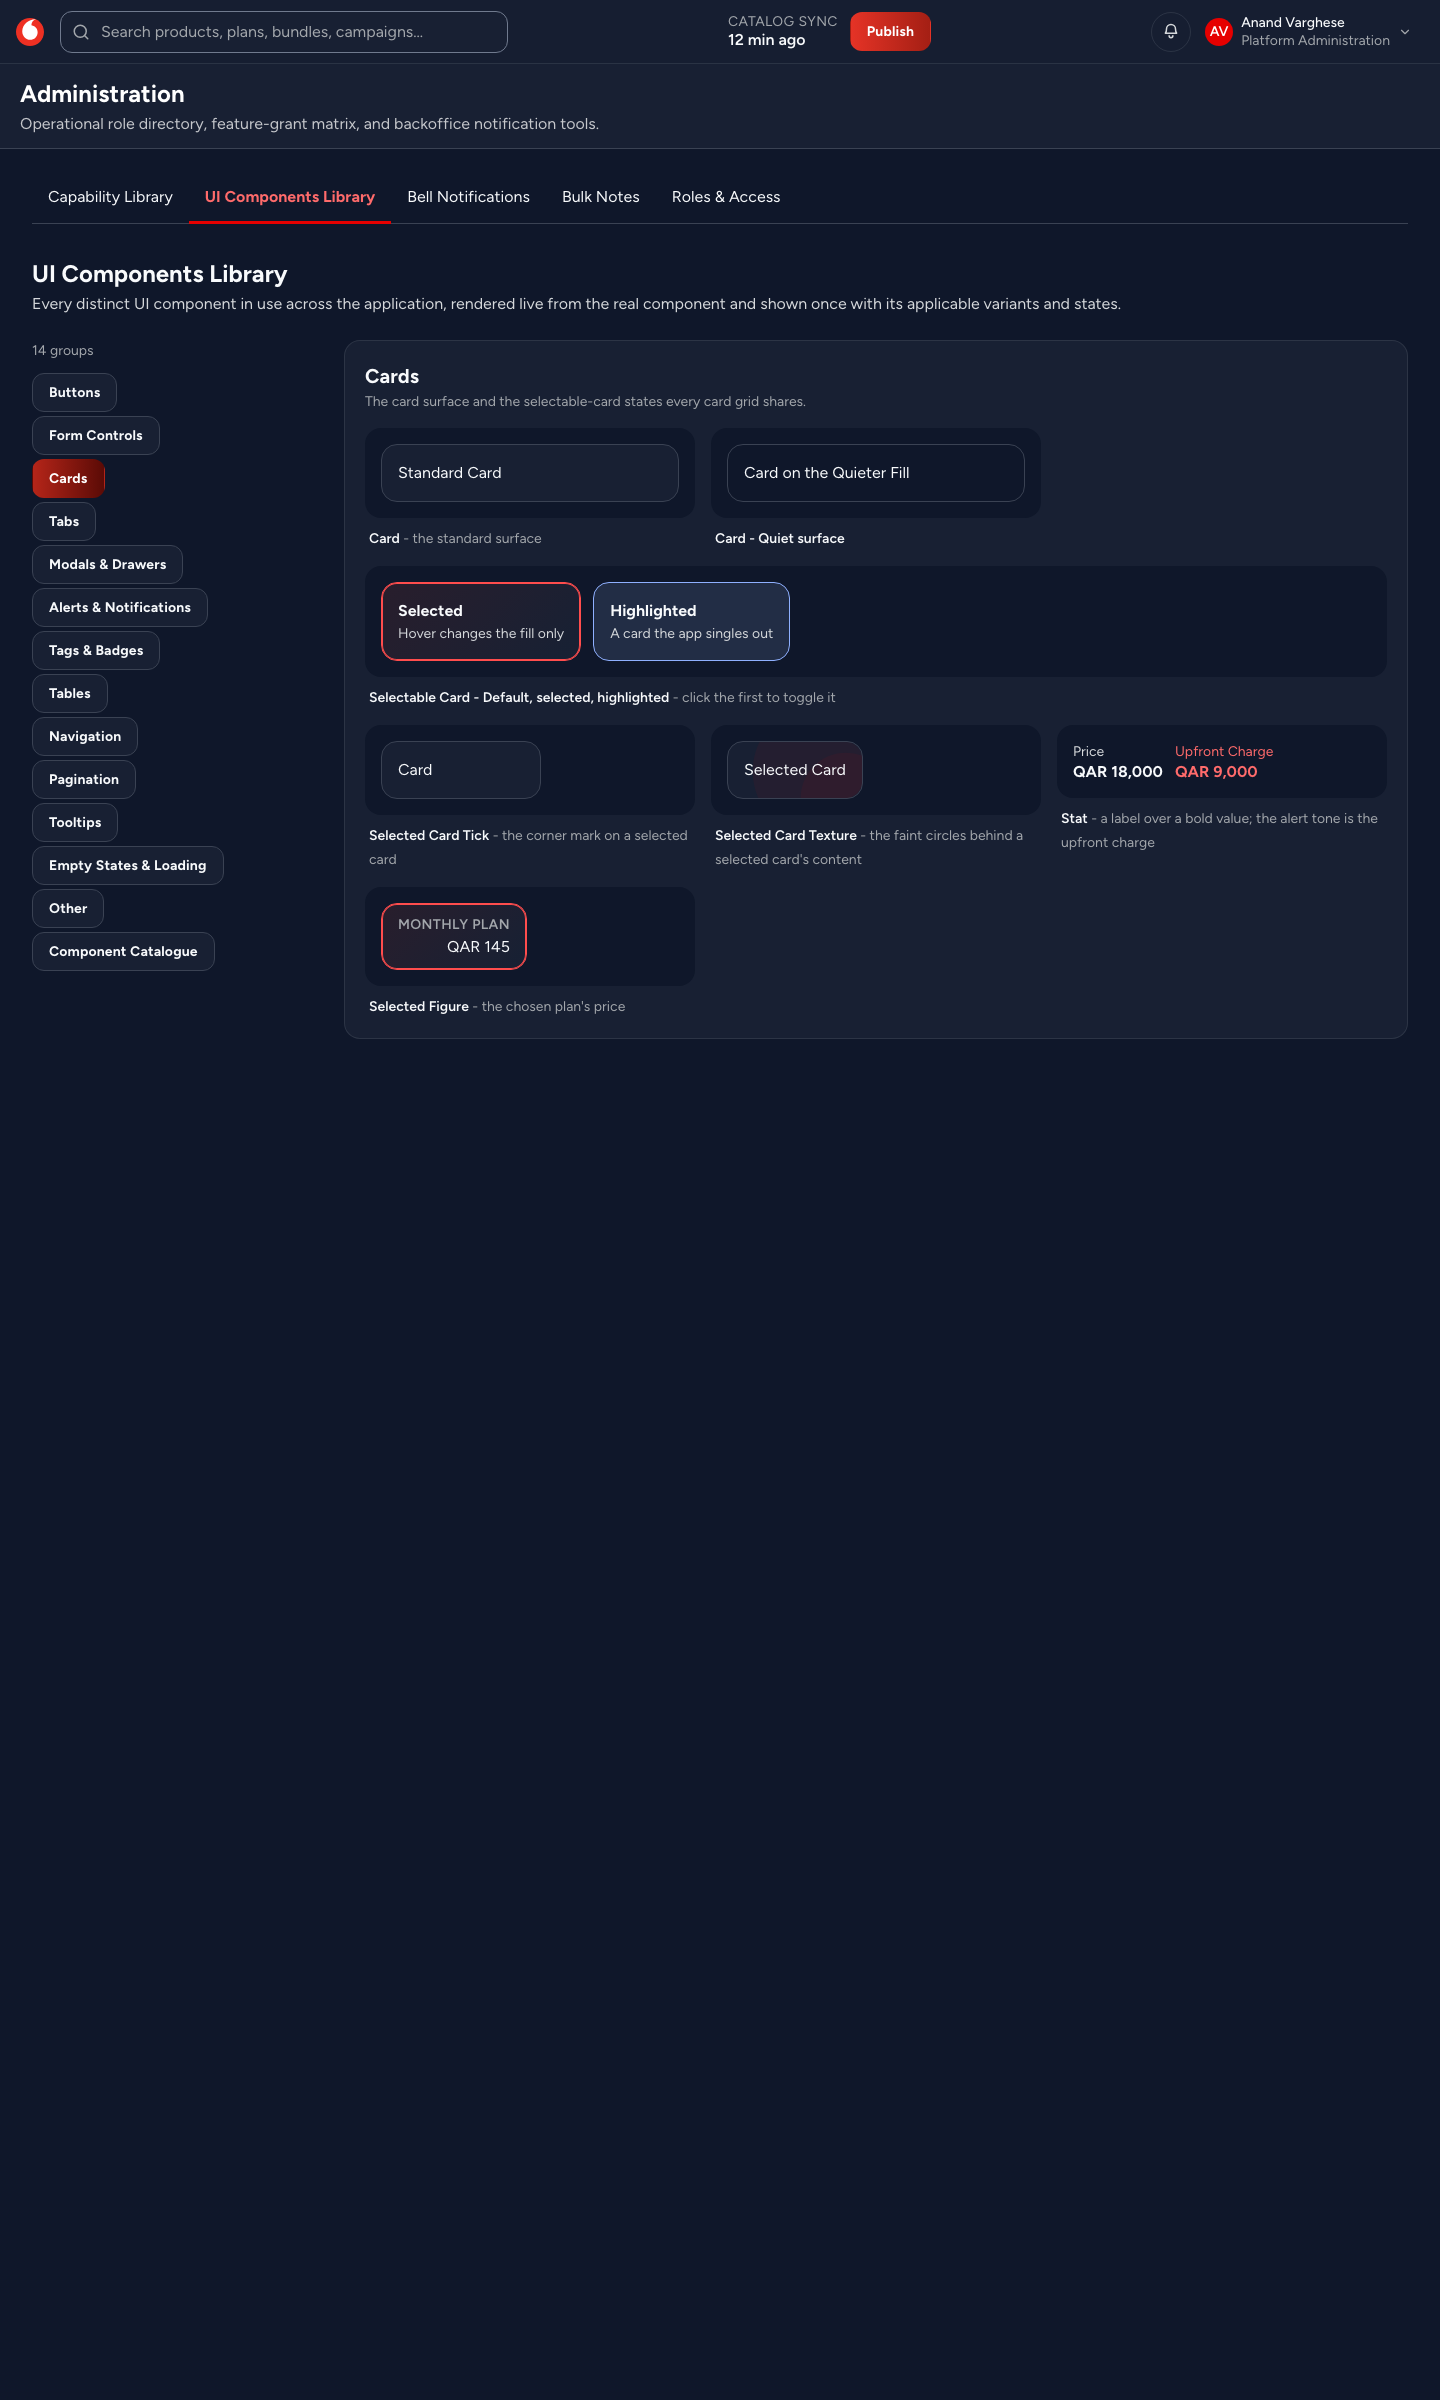 Search products, plans, bundles, campaigns...
CATALOG SYNC
12 min ago
Publish
AV
Anand Varghese
Platform Administration
Administration
Operational role directory, feature-grant matrix, and backoffice notification tools.
Capability Library
UI Components Library
Bell Notifications
Bulk Notes
Roles & Access
UI Components Library
Every distinct UI component in use across the application, rendered live from the real component and shown once with its applicable variants and states.
14 groups
Buttons
Form Controls
Cards
Tabs
Modals & Drawers
Alerts & Notifications
Tags & Badges
Tables
Navigation
Pagination
Tooltips
Empty States & Loading
Other
Component Catalogue
Cards
The card surface and the selectable-card states every card grid shares.
Standard Card
Card - the standard surface
Card on the Quieter Fill
Card - Quiet surface
Selected
Hover changes the fill only
Highlighted
A card the app singles out
Selectable Card - Default, selected, highlighted - click the first to toggle it
Card
Selected Card Tick - the corner mark on a selected
card
Selected Card
Selected Card Texture - the faint circles behind a
selected card's content
Price
QAR 18,000
Upfront Charge
QAR 9,000
Stat - a label over a bold value; the alert tone is the
upfront charge
MONTHLY PLAN
QAR 145
Selected Figure - the chosen plan's price